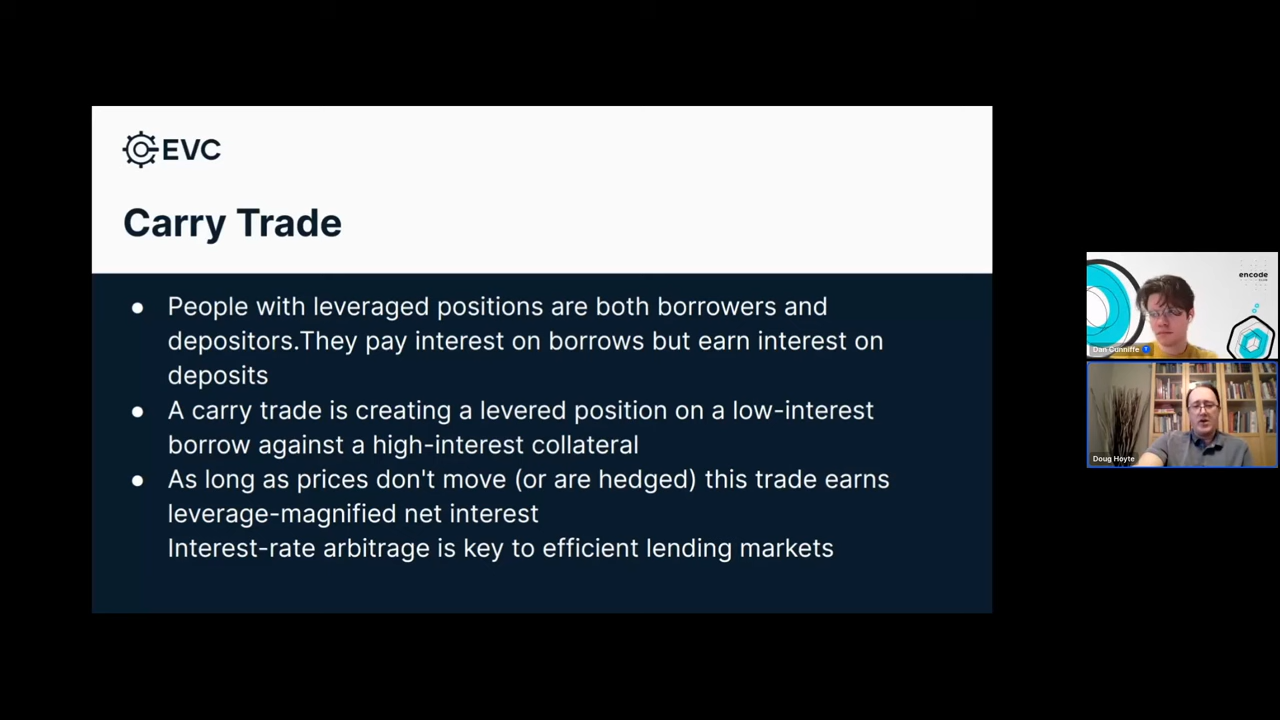 EVC
Carry Trade
● People with leveraged positions are both borrowers and
depositors.They pay interest on borrows but earn interest on
deposits
● A carry trade is creating a levered position on a low-interest
borrow against a high-interest collateral
● As long as prices don't move (or are hedged) this trade earns
leverage-magnified net interest
Interest-rate arbitrage is key to efficient lending markets
encode
Dan Cunniffe
Doug Hoyte